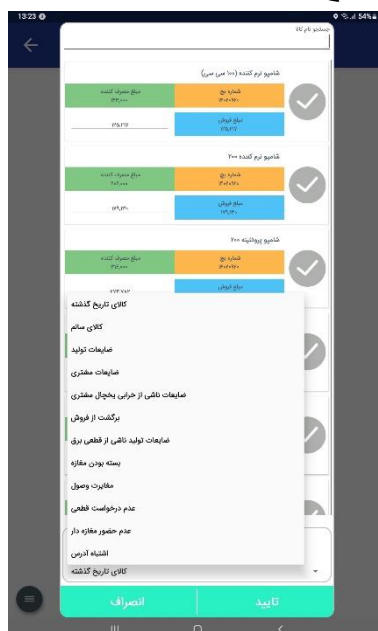 13:23
54%
جستجو نام کالا
شامپو نرم کننده (۱۰۰ سی سی)
شماره بچ
مبلغ مصرف کننده
مبلغ فروش
شامپو نرم کننده ۲۰۰
شماره بچ
مبلغ مصرف کننده
مبلغ فروش
شامپو پروتئینه ۲۰۰
شماره بچ
مبلغ مصرف کننده
مبلغ فروش
کالای تاریخ گذشته
کالای سالم
ضایعات تولید
ضایعات مشتری
ضایعات ناشی از خرابی یخچال مشتری
برگشت از فروش
ضایعات تولید ناشی از قطعی برق
بسته بودن مغازه
مغایرت وصول
عدم درخواست قطعی
عدم حضور مغازه دار
اشتباه آدرس
کالای تاریخ گذشته
تایید
انصراف